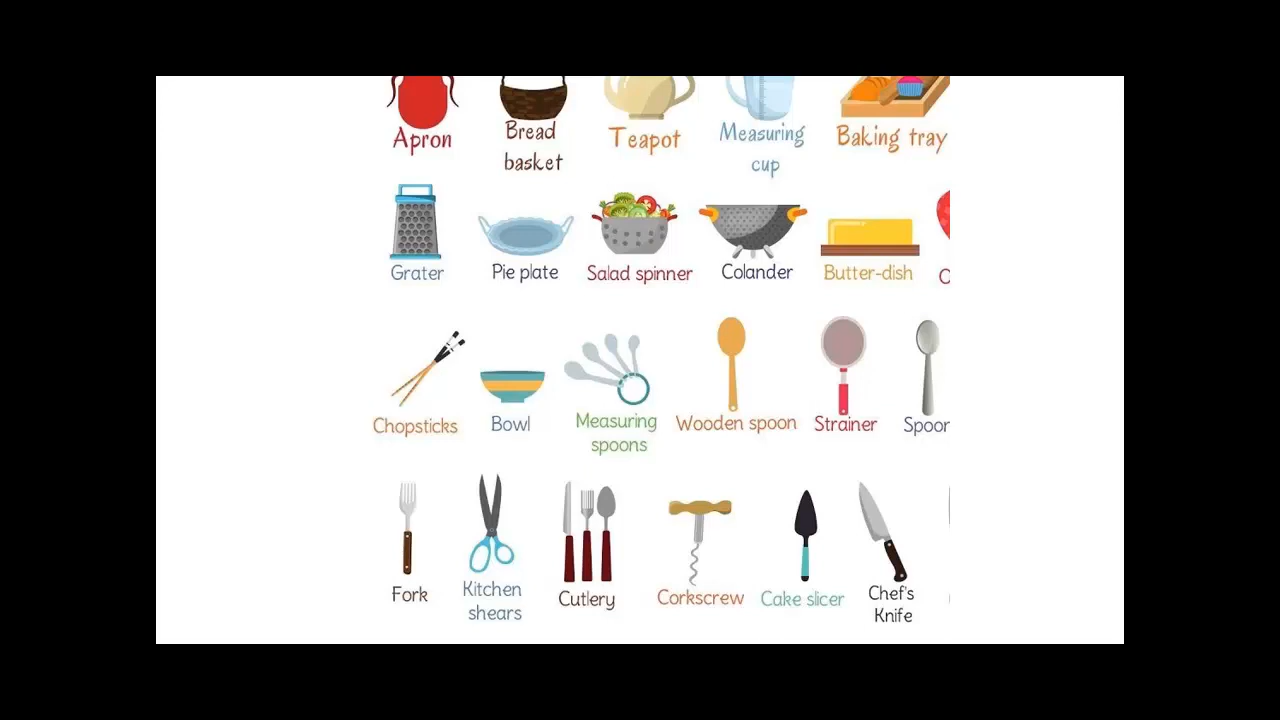 Apron
Bread
basket
Teapot
Measuring
cup
Baking tray
Grater
Pie plate
Salad spinner
Colander
Butter-dish
Chopsticks
Bowl
Measuring
spoons
Wooden spoon
Strainer
Spoon
Fork
Kitchen
shears
Cutlery
Corkscrew
Cake slicer
Chef's
Knife